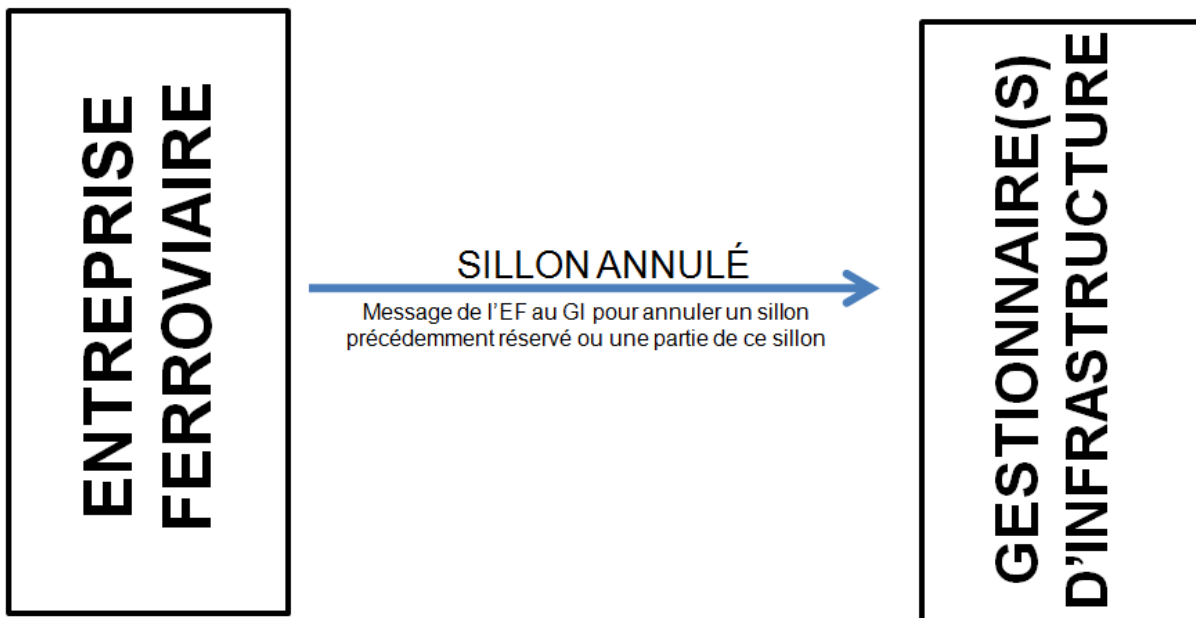 ENTREPRISE
FERROVIAIRE
SILLON ANNULÉ
Message de l'EF au GI pour annuler un sillon
précédemment réservé ou une partie de ce sillon
GESTIONNAIRE(S)
D'INFRASTRUCTURE